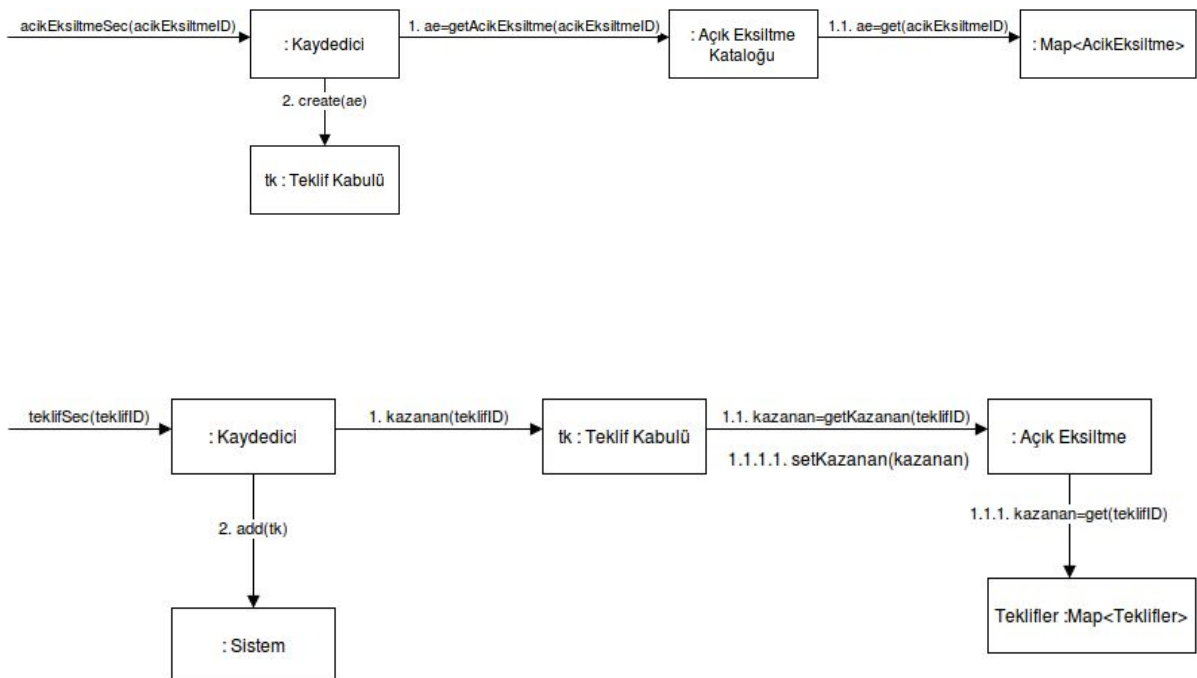 acikEksiltmeSec(acikEksiltmeID)
: Kaydedici
1. ae=getAcikEksiltme(acikEksiltmeID)
: Açık Eksiltme
Kataloğu
1.1. ae=get(acikEksiltmeID)
: Map<AcikEksiltme>
2. create(ae)
tk : Teklif Kabulü
teklifSec(teklifID)
: Kaydedici
1. kazanan(teklifID)
tk : Teklif Kabulü
1.1. kazanan=getKazanan(teklifID)
1.1.1.1. setKazanan(kazanan)
: Açık Eksiltme
2. add(tk)
1.1.1. kazanan=get(teklifID)
: Sistem
Teklifler :Map<Teklifler>